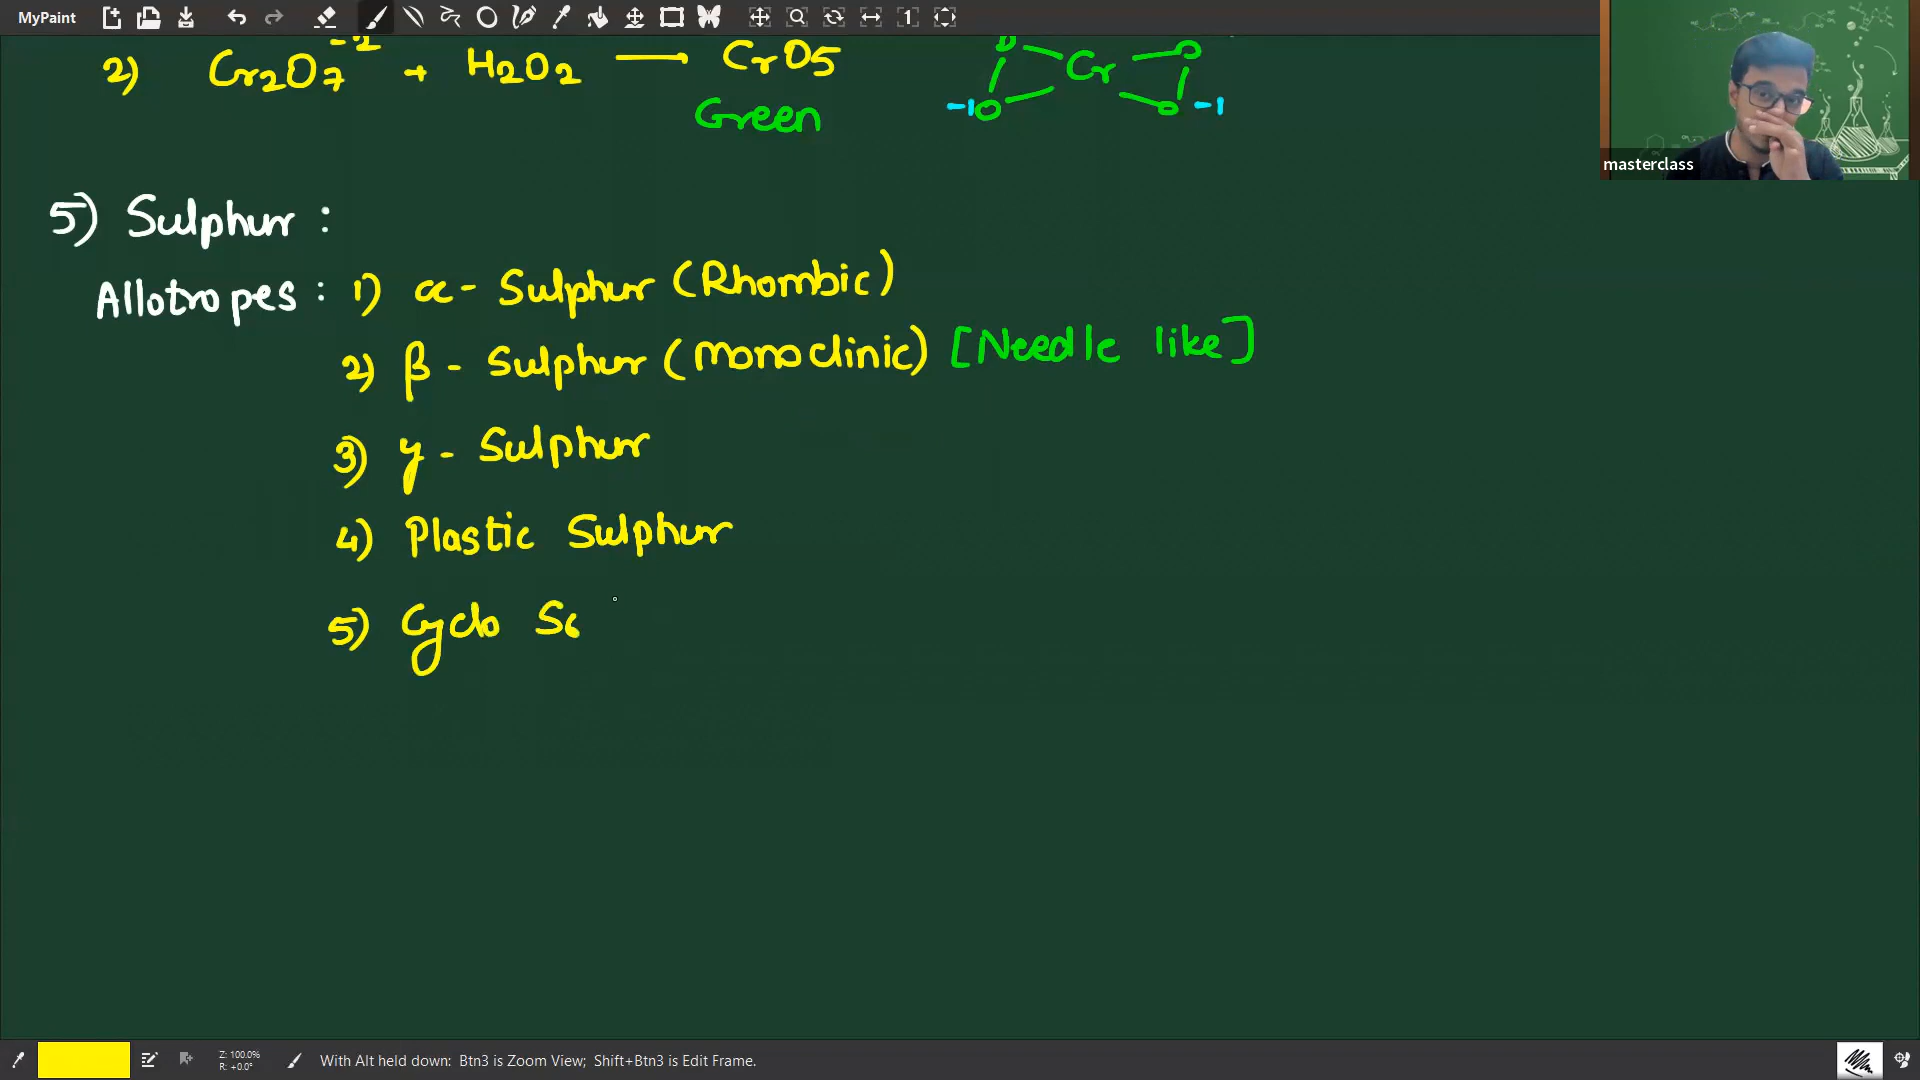 MyPaint
2) Cr2O7-2 + H2O2 → CrO5
Green
O Cr O
-1 O O -1
masterclass
5) Sulphur :
Allotropes : 1) α- Sulphur (Rhombic)
2) β - Sulphur (monoclinic) [Needle like]
3) γ - Sulphur
4) Plastic Sulphur
5) Cyclo S6
Z: 100.0%
R: +0.0°
With Alt held down: Btn3 is Zoom View; Shift+Btn3 is Edit Frame.